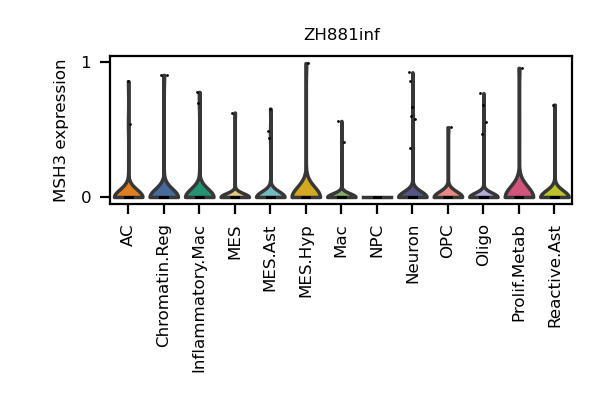 ZH881inf
MSH3 expression
1
0
AC
Chromatin.Reg
Inflammatory.Mac
MES
MES.Ast
MES.Hyp
Mac
NPC
Neuron
OPC
Oligo
Prolif.Metab
Reactive.Ast